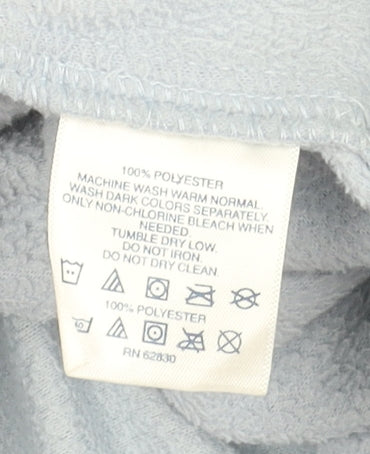 100% POLYESTER
MACHINE WASH WARM NORMAL.
WASH DARK COLORS SEPARATELY.
ONLY NON-CHLORINE BLEACH WHEN
NEEDED.
TUMBLE DRY LOW.
DO NOT IRON.
DO NOT DRY CLEAN.
100% POLYESTER
40
RN 62830